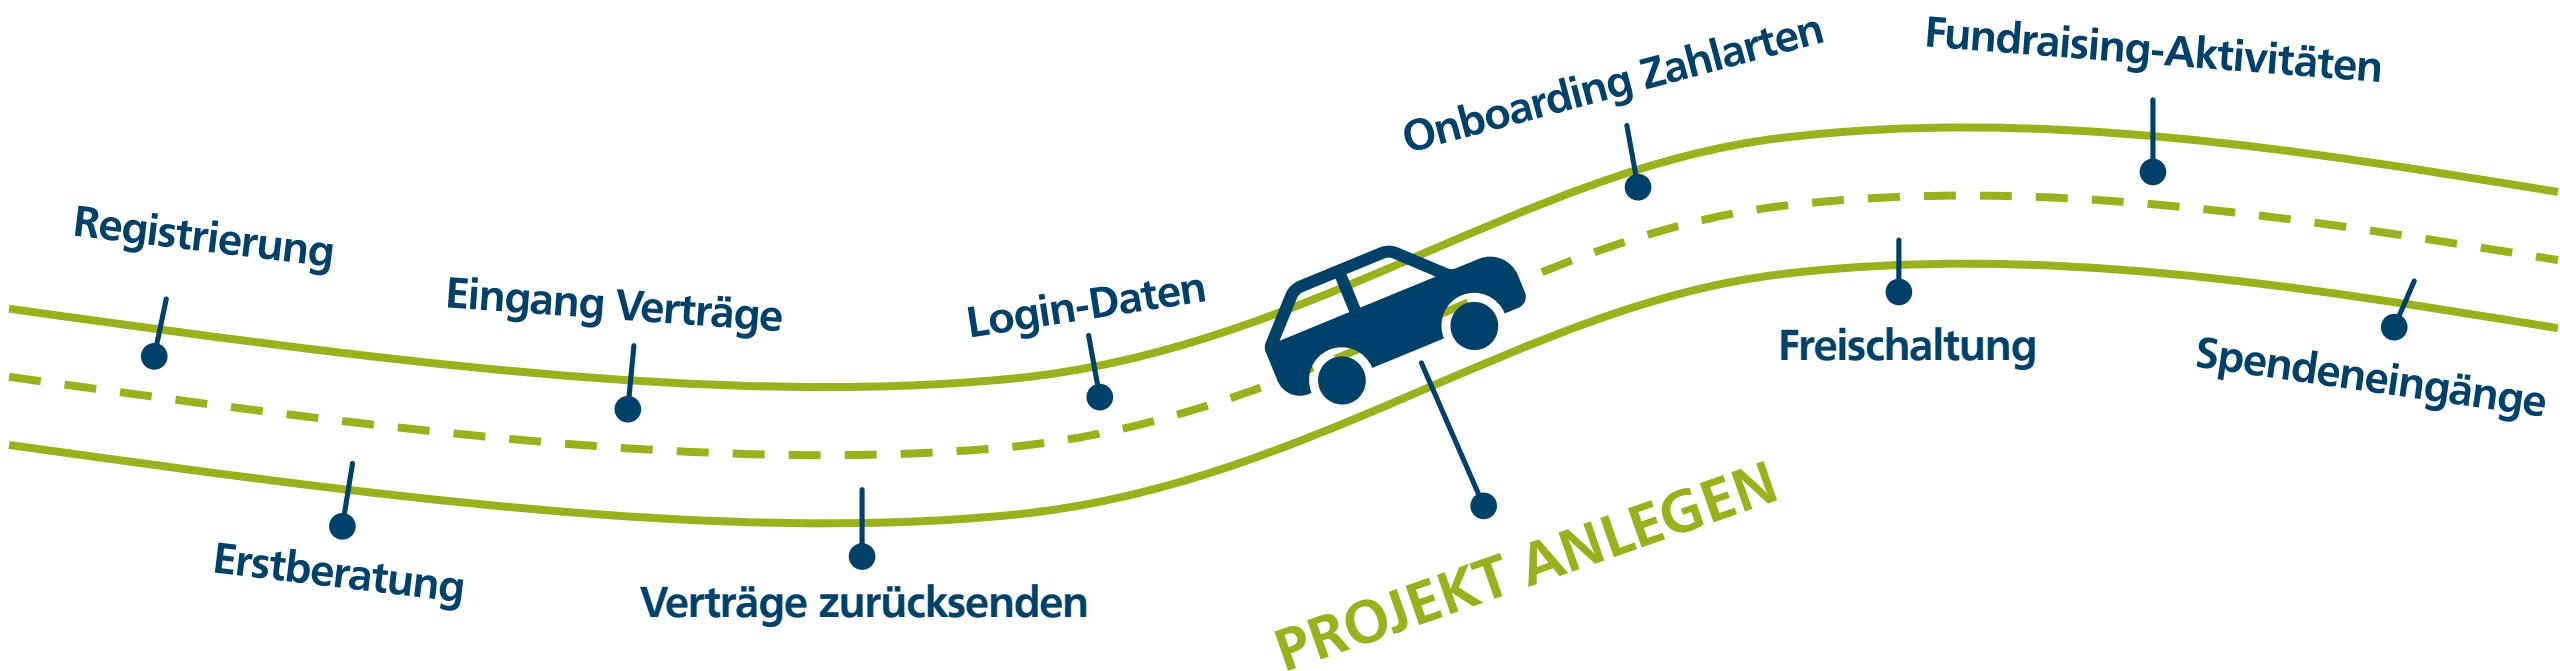 Registrierung
Erstberatung
Eingang Verträge
Verträge zurücksenden
Login-Daten
PROJEKT ANLEGEN
Onboarding Zahlarten
Freischaltung
Fundraising-Aktivitäten
Spendeneingänge